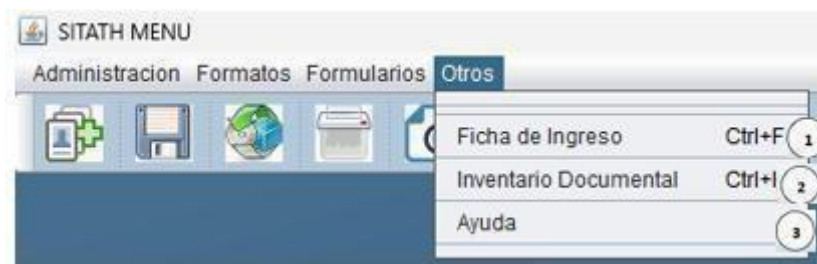 SITATH MENU
Administracion Formatos Formularios Otros
Ficha de Ingreso Ctrl+F 1
Inventario Documental Ctrl+I 2
Ayuda 3